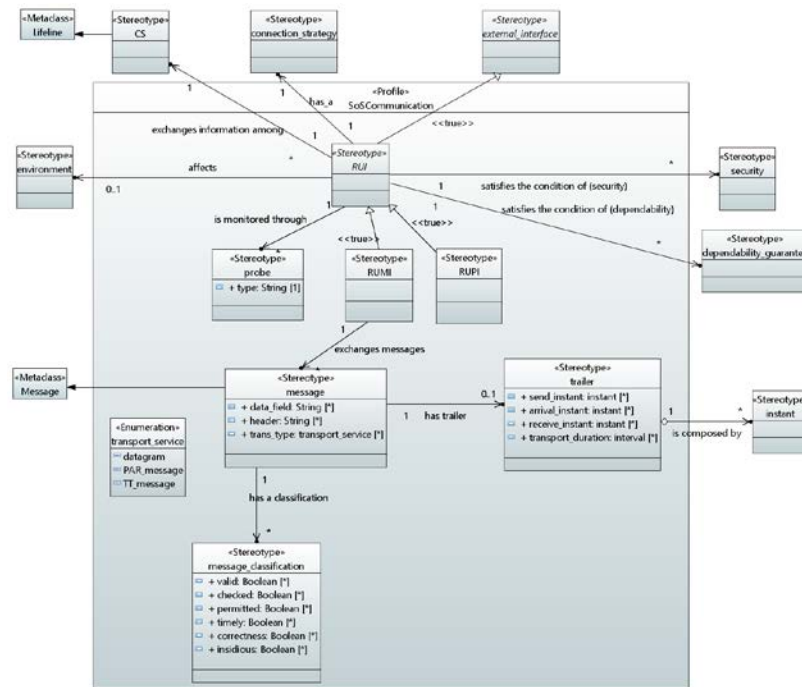 «Metaclass»
Lifeline
«Stereotype»
CS
«Stereotype»
connection_strategy
«Stereotype»
external_interface
1
1
has_a
«Profile»
SoSCommunication
exchanges information among
1
1
<<true>>
«Stereotype»
environment
0..1
affects
*
«Stereotype»
RUI
1
satisfies the condition of (security)
*
«Stereotype»
security
1
satisfies the condition of (dependability)
*
«Stereotype»
dependability_guarantee
is monitored through
1
<<true>>
<<true>>
*
«Stereotype»
probe
+ type: String [1]
«Stereotype»
RUMI
«Stereotype»
RUPI
1
exchanges messages
*
«Metaclass»
Message
«Stereotype»
message
+ data_field: String [*]
+ header: String [*]
+ trans_type: transport_service [*]
1
has trailer
0..1
«Stereotype»
trailer
+ send_instant: instant [*]
+ arrival_instant: instant [*]
+ receive_instant: instant [*]
+ transport_duration: interval [*]
1
is composed by
*
«Stereotype»
instant
«Enumeration»
transport_service
datagram
PAR_message
TT_message
1
has a classification
*
«Stereotype»
message_classification
+ valid: Boolean [*]
+ checked: Boolean [*]
+ permitted: Boolean [*]
+ timely: Boolean [*]
+ correctness: Boolean [*]
+ insidious: Boolean [*]